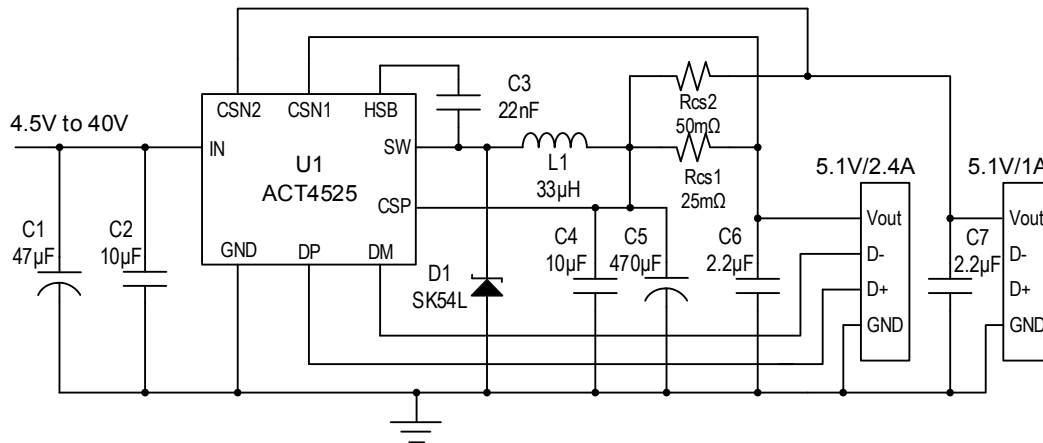 CSN2
CSN1
HSB
C3
22nF
Rcs2
50mΩ
4.5V to 40V
IN
SW
U1
ACT4525
L1
33µH
Rcs1
25mΩ
5.1V/2.4A
5.1V/1A
CSP
C1
47µF
C2
10µF
GND
DP
DM
D1
SK54L
C4
10µF
C5
470µF
C6
2.2µF
Vout
D-
D+
GND
C7
2.2µF
Vout
D-
D+
GND